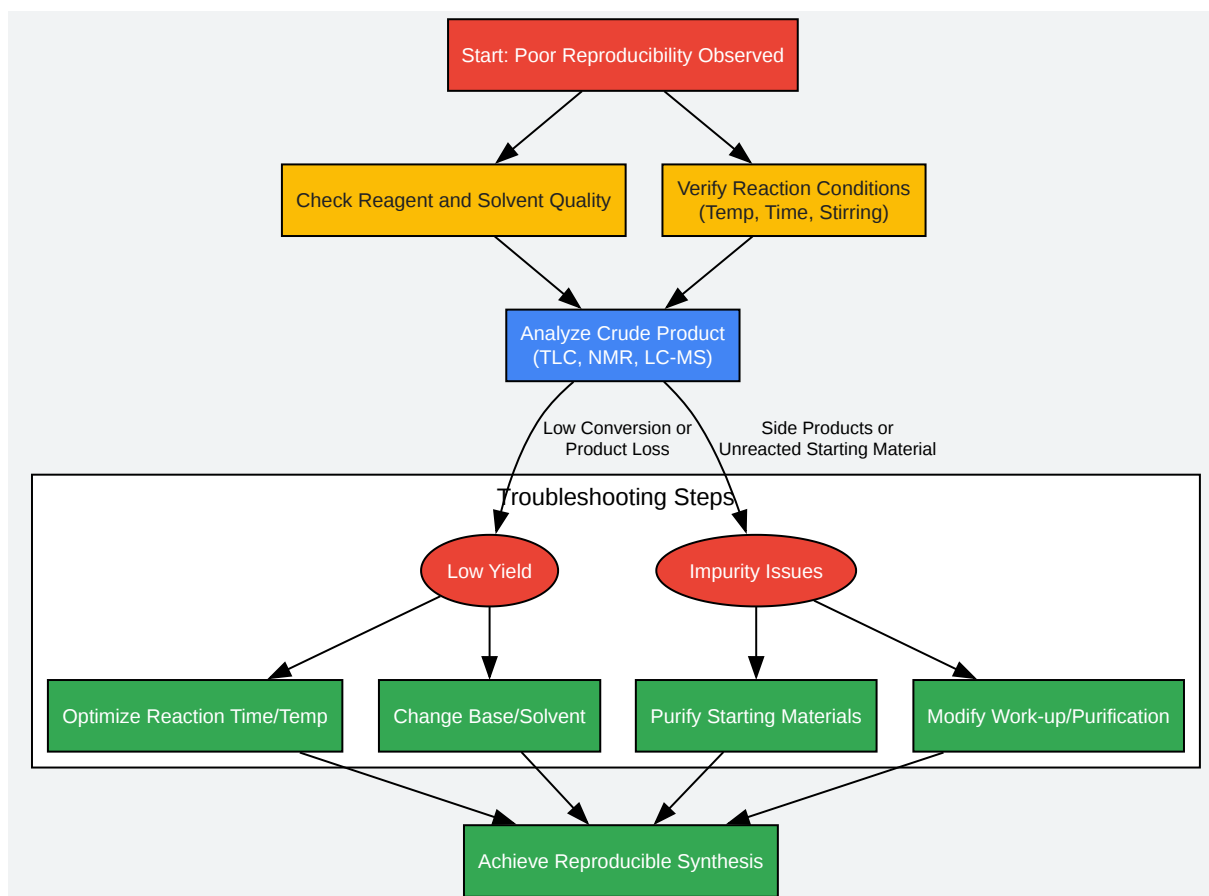 Start: Poor Reproducibility Observed
Check Reagent and Solvent Quality
Verify Reaction Conditions
(Temp, Time, Stirring)
Analyze Crude Product
(TLC, NMR, LC-MS)
Low Conversion or
Product Loss
Side Products or
Unreacted Starting Material
Troubleshooting Steps
Low Yield
Impurity Issues
Optimize Reaction Time/Temp
Change Base/Solvent
Purify Starting Materials
Modify Work-up/Purification
Achieve Reproducible Synthesis